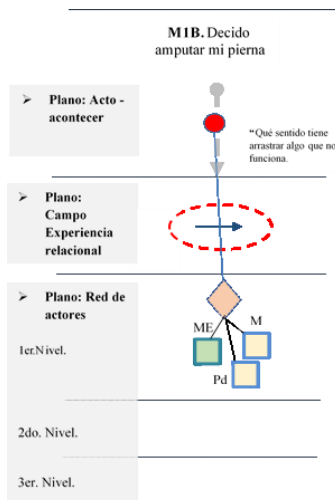 M1B. Decido
amputar mi pierna
➢ Plano: Acto -
acontecer
“Qué sentido tiene
arrastrar algo que no
funciona.
➢ Plano:
Campo
Experiencia
relacional
➢ Plano: Red de
actores
ME
M
1er.Nivel.
Pd
2do. Nivel.
3er. Nivel.